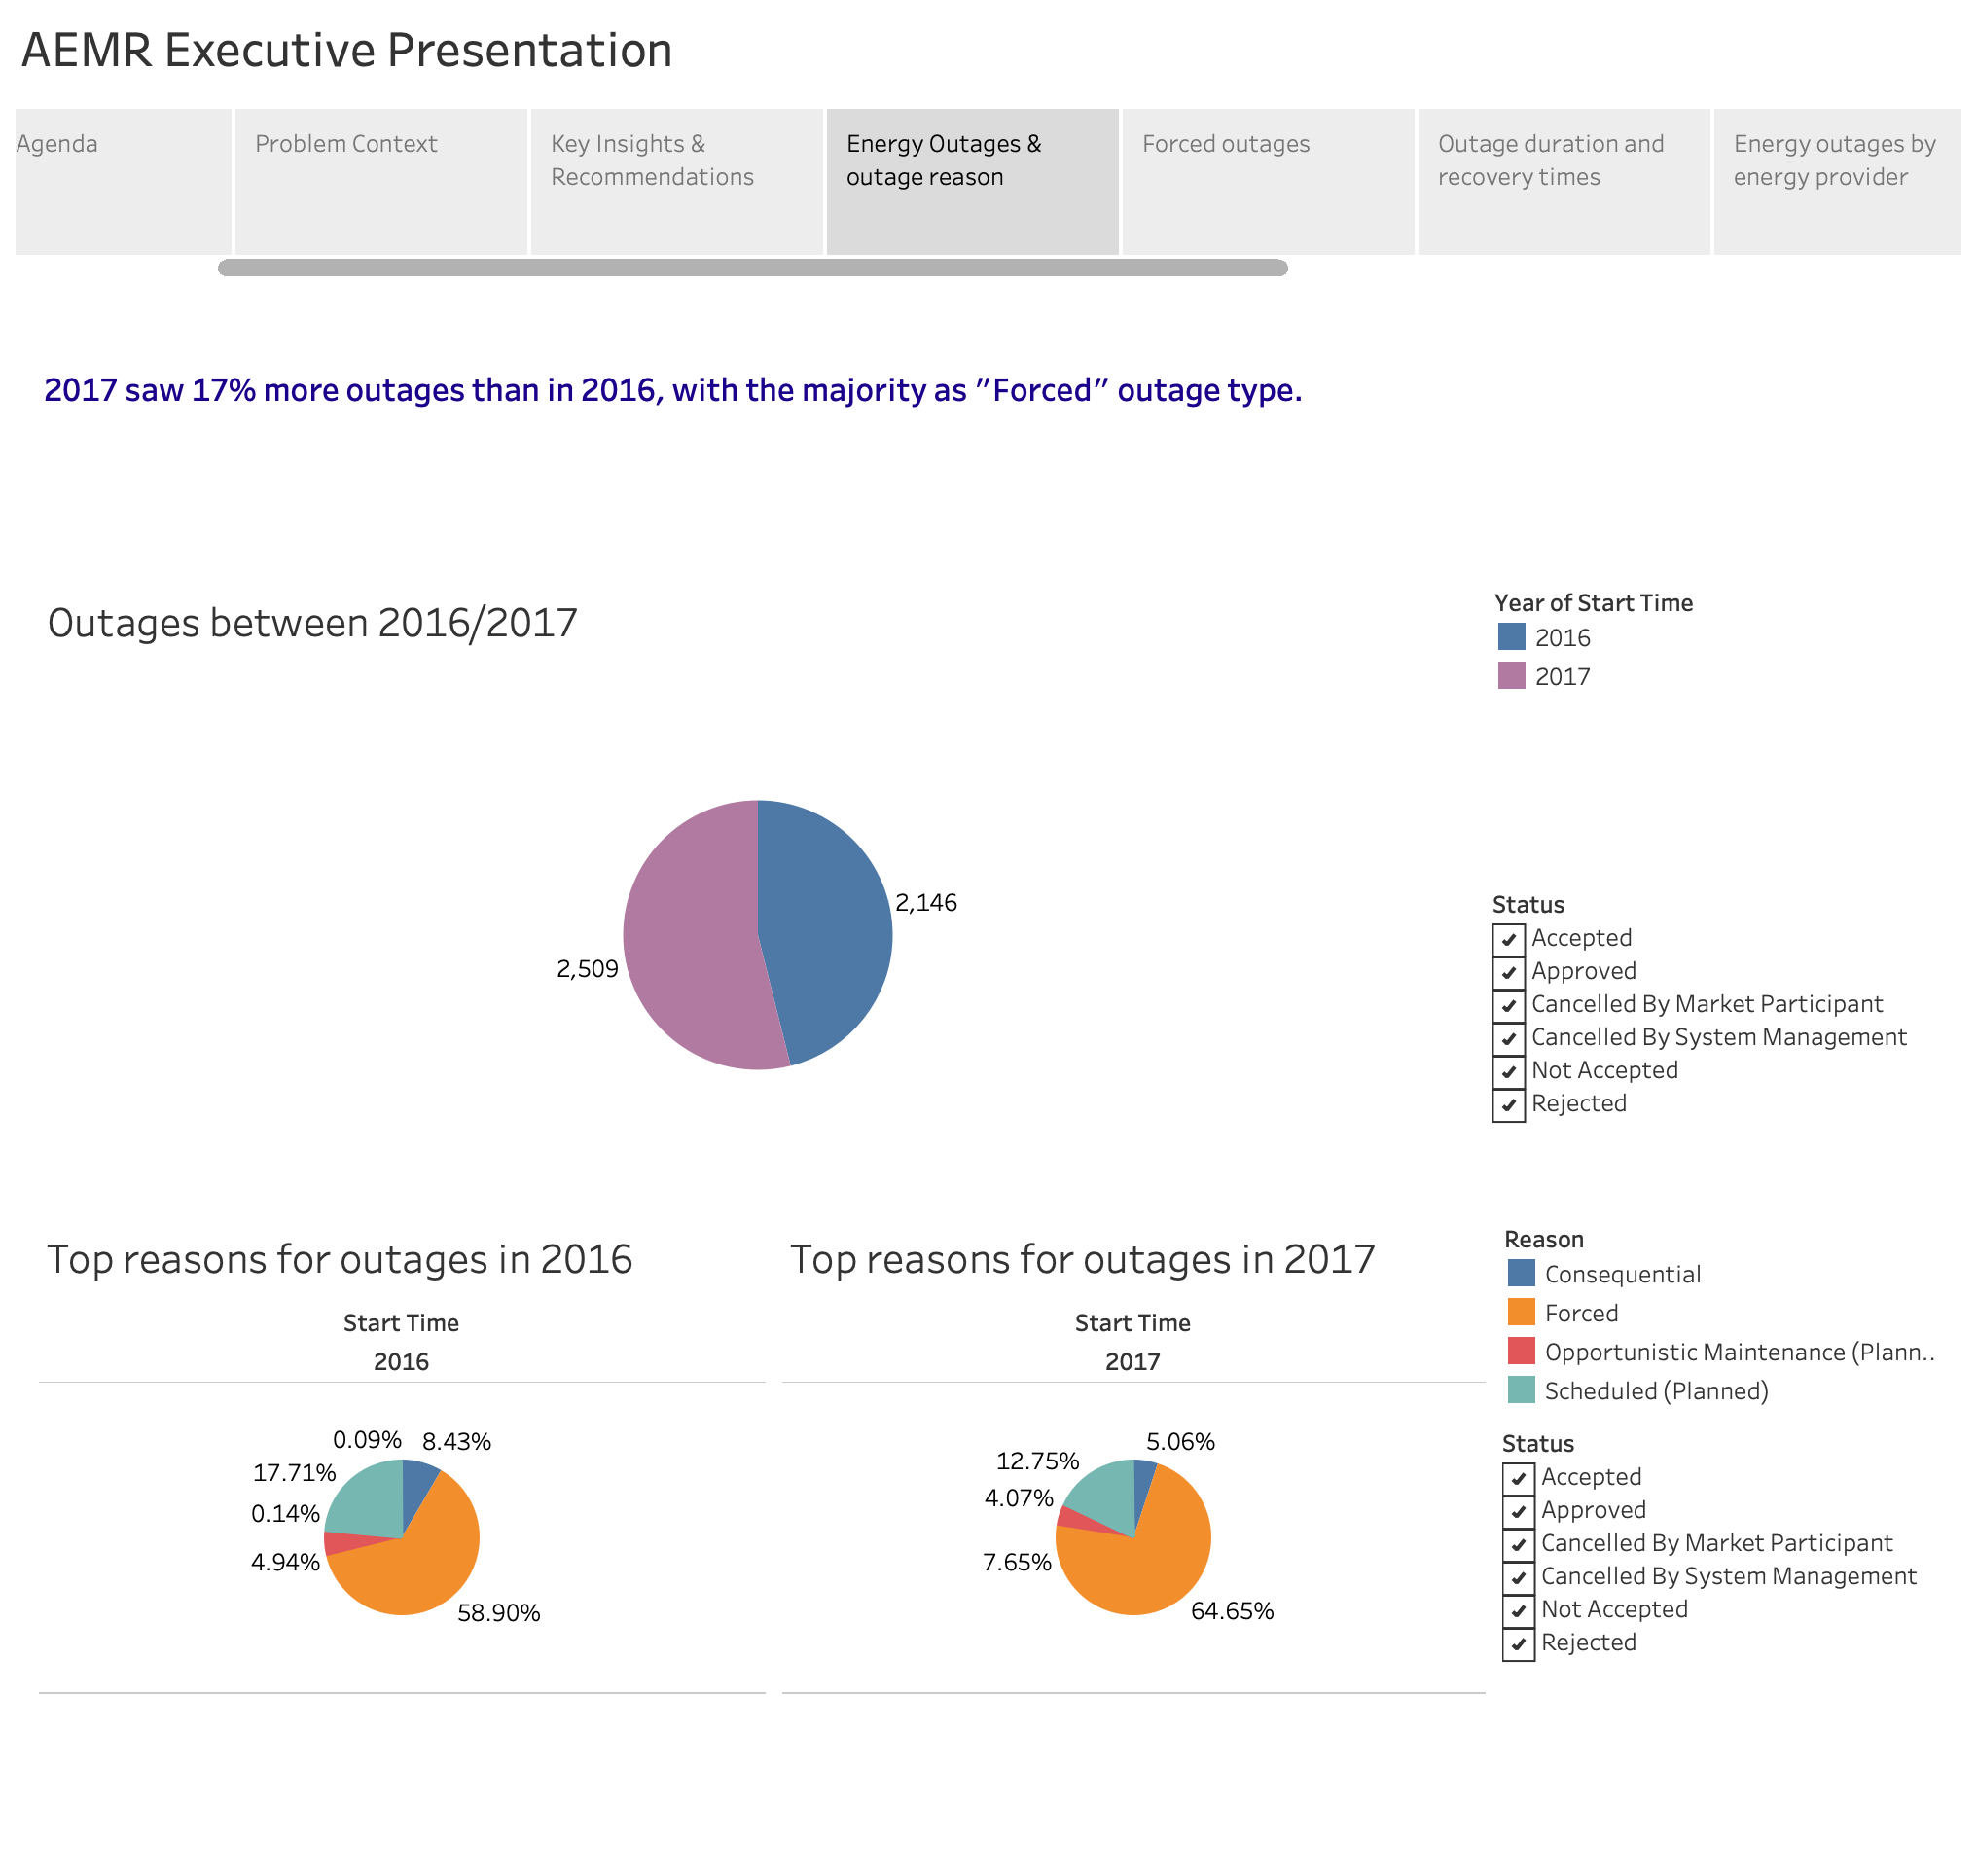 AEMR Executive Presentation
Agenda
Problem Context
Key Insights &
Recommendations
Energy Outages &
outage reason
Forced outages
Outage duration and
recovery times
Energy outages by
energy provider
2017 saw 17% more outages than in 2016, with the majority as "Forced" outage type.
Outages between 2016/2017
2,146
2,509
Year of Start Time
2016
2017
Status
Accepted
Approved
Cancelled By Market Participant
Cancelled By System Management
Not Accepted
Rejected
Top reasons for outages in 2016
Start Time
2016
0.09%
8.43%
17.71%
0.14%
4.94%
58.90%
Top reasons for outages in 2017
Start Time
2017
5.06%
12.75%
4.07%
7.65%
64.65%
Reason
Consequential
Forced
Opportunistic Maintenance (Plann..
Scheduled (Planned)
Status
Accepted
Approved
Cancelled By Market Participant
Cancelled By System Management
Not Accepted
Rejected